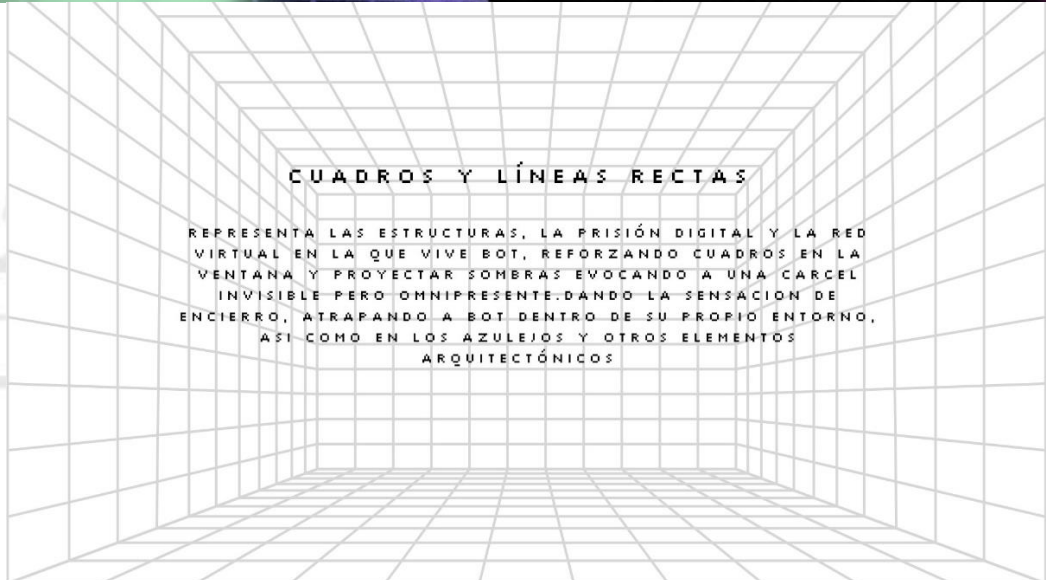 CUADROS Y LÍNEAS RECTAS
REPRESENTA LAS ESTRUCTURAS, LA PRISIÓN DIGITAL Y LA RED
VIRTUAL EN LA QUE VIVE BOT, REFORZANDO CUADROS EN LA
VENTANA Y PROYECTAR SOMBRAS EVOCANDO A UNA CARCEL
INVISIBLE PERO OMNIPRESENTE.DANDO LA SENSACION DE
ENCIERRO, ATRAPANDO A BOT DENTRO DE SU PROPIO ENTORNO,
ASI COMO EN LOS AZULEJOS Y OTROS ELEMENTOS
ARQUITECTÓNICOS